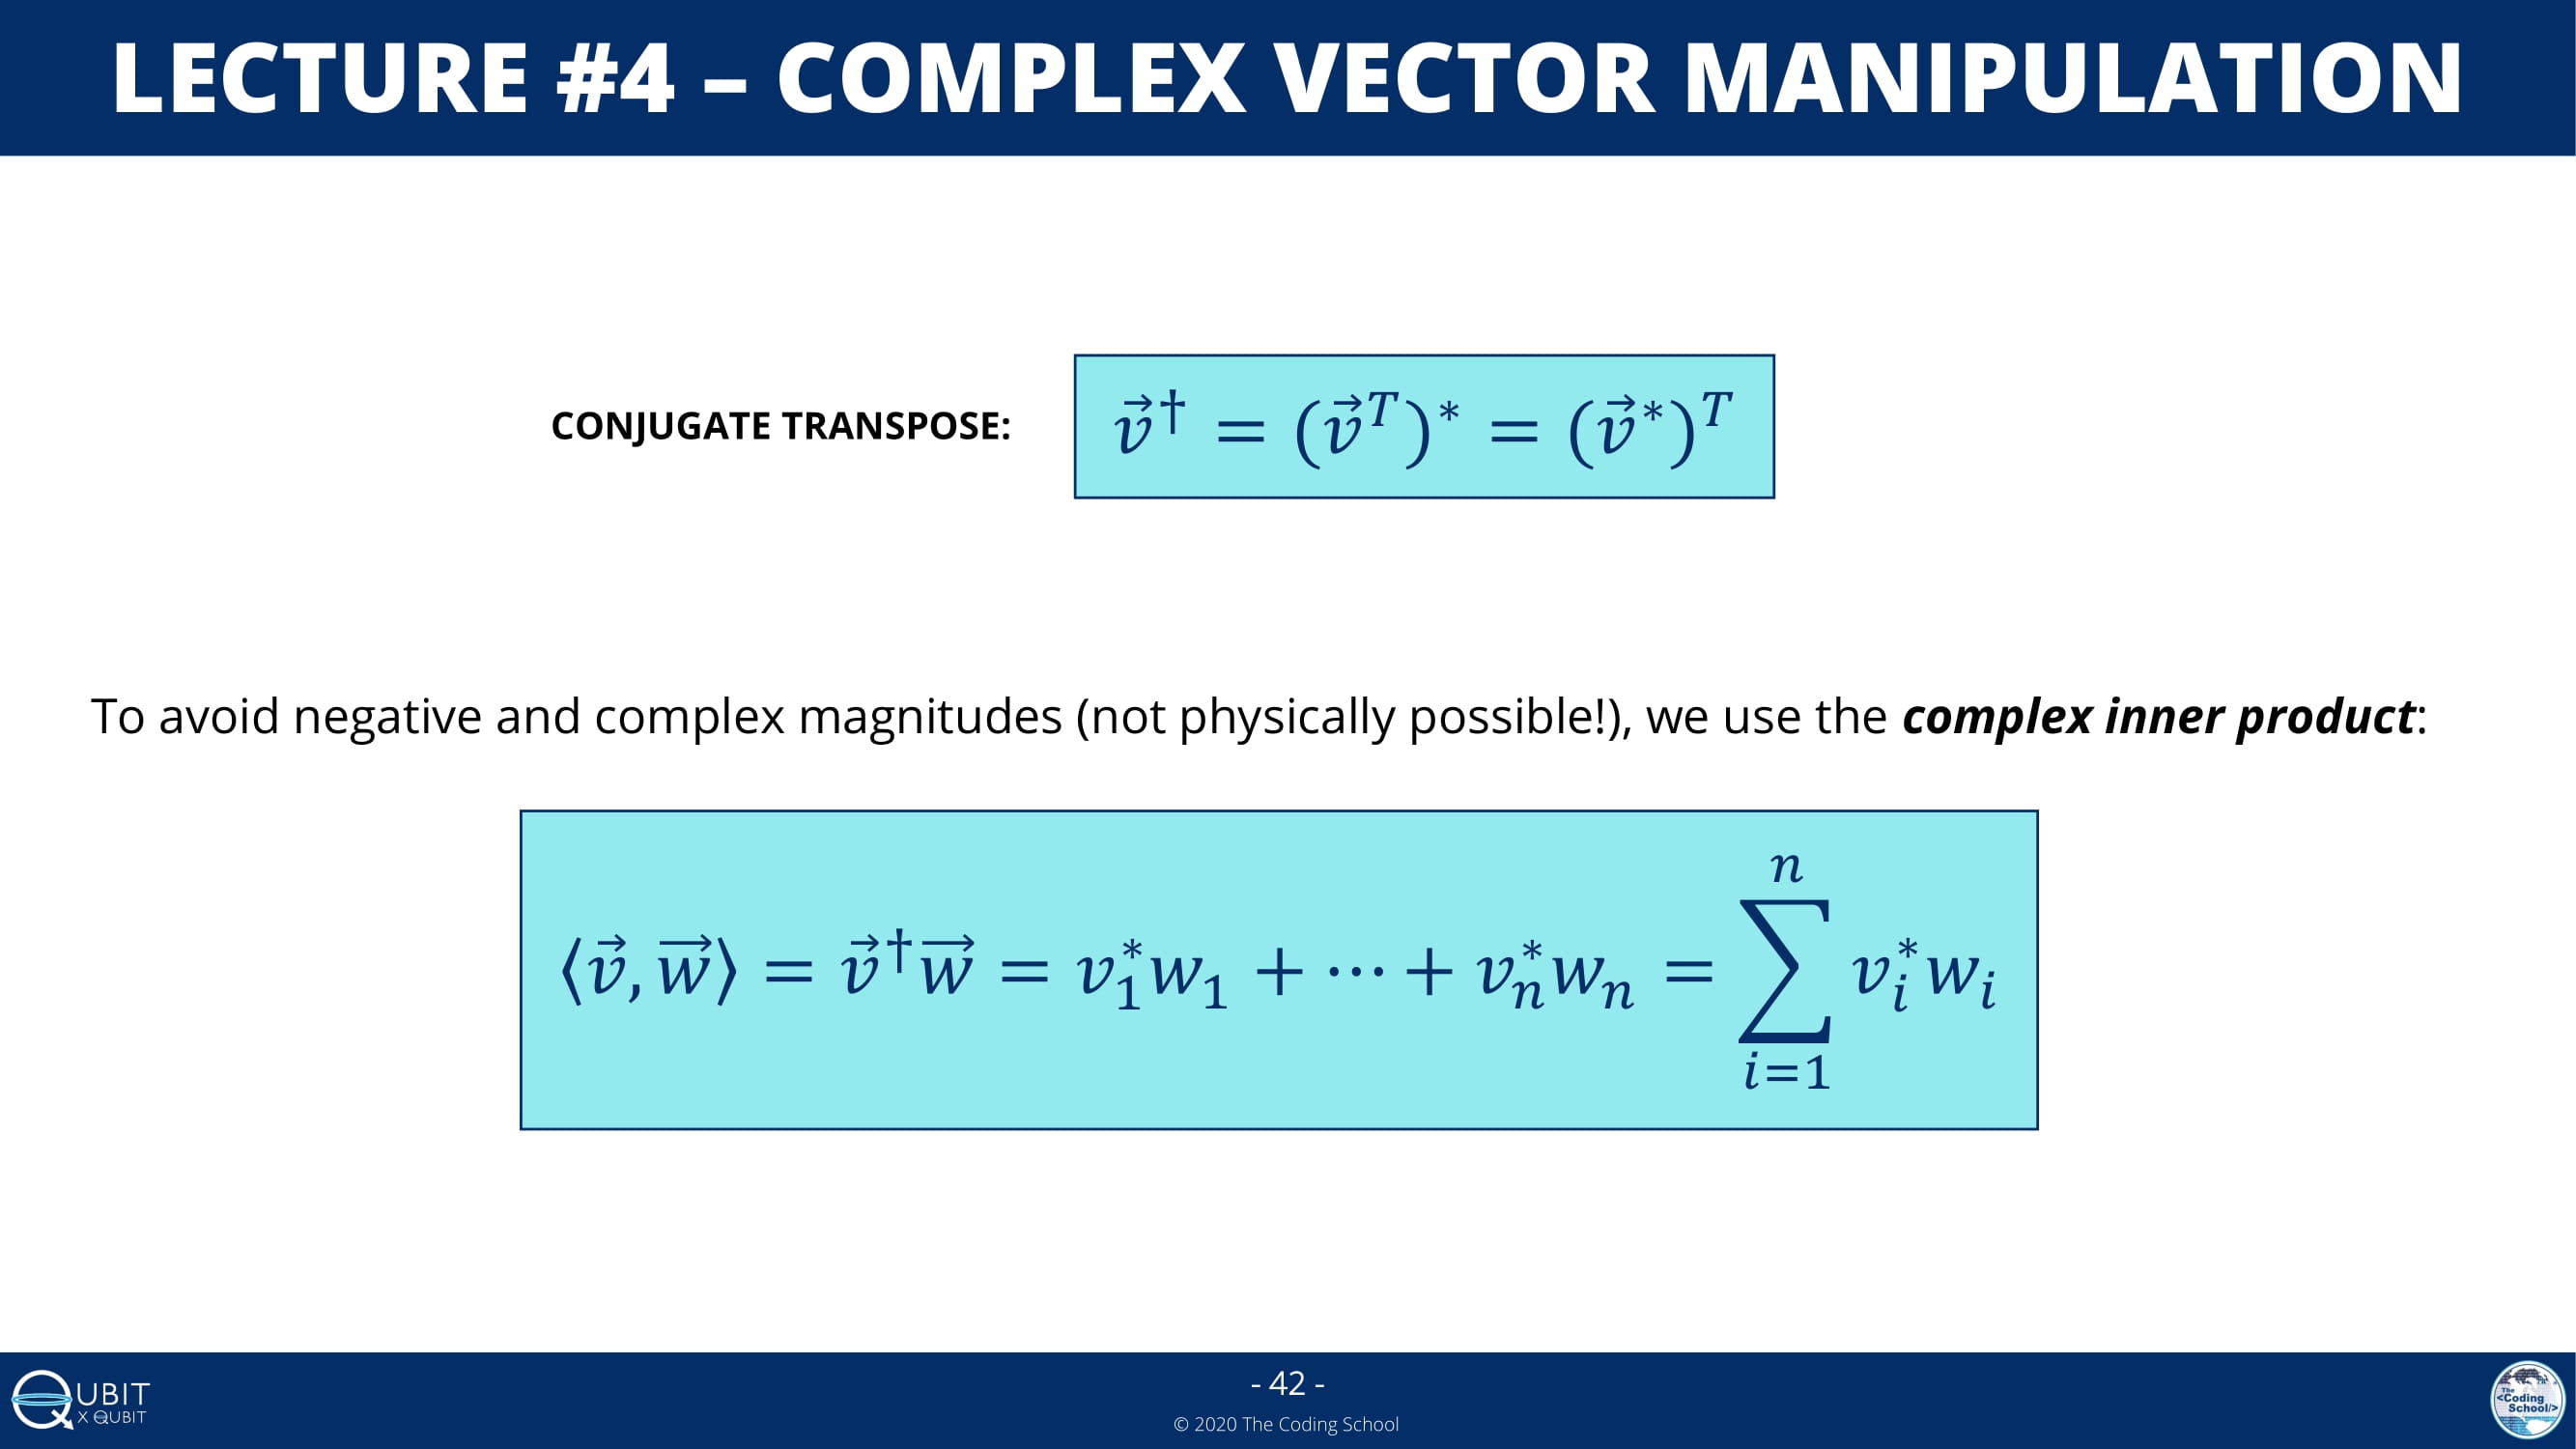 LECTURE #4 – COMPLEX VECTOR MANIPULATION
CONJUGATE TRANSPOSE: $\vec{v}^{\dagger} = (\vec{v}^{T})^{*} = (\vec{v}^{*})^{T}$
To avoid negative and complex magnitudes (not physically possible!), we use the complex inner product:
$\langle \vec{v}, \vec{w} \rangle = \vec{v}^{\dagger}\vec{w} = v_1^* w_1 + \cdots + v_n^* w_n = \sum_{i=1}^{n} v_i^* w_i$
QUBIT
X QUBIT
- 42 -
© 2020 The Coding School
The
<Coding
School/>